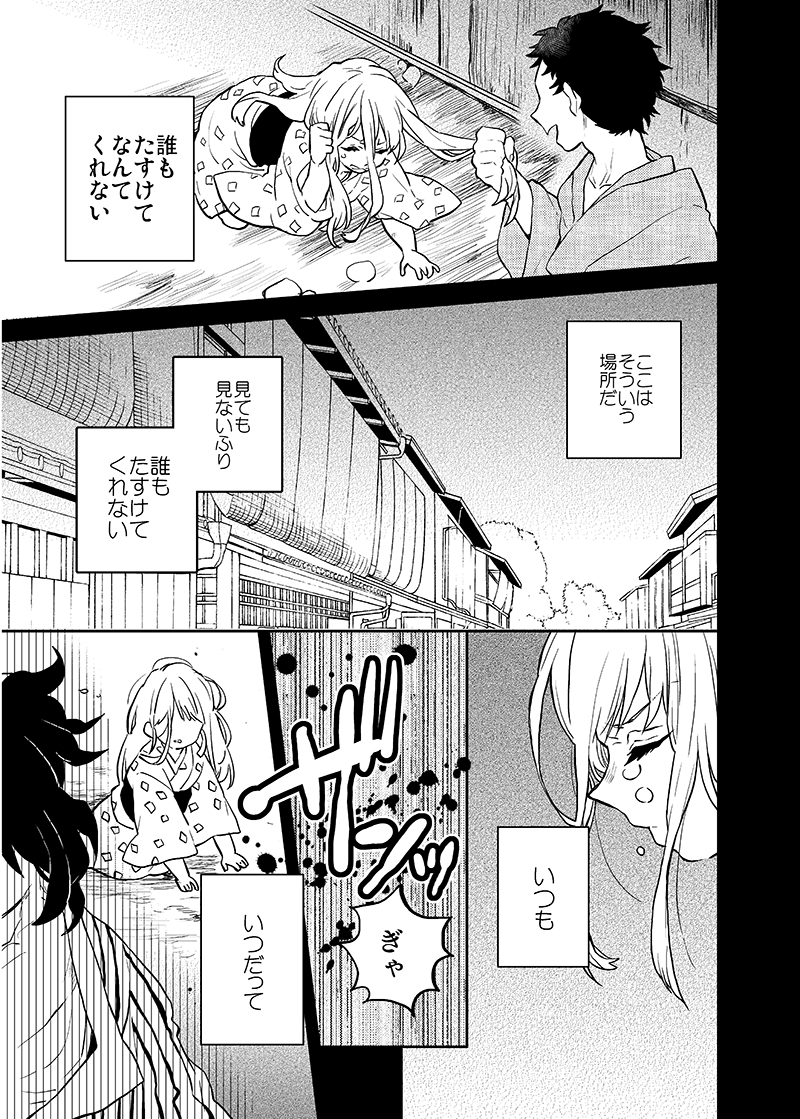 誰も
たすけて
なんて
くれない
ここは
そういう
場所だ
見ても
見ないふり
誰も
たすけて
くれない
いつも
ザンッ
ぎゃ
いつだって